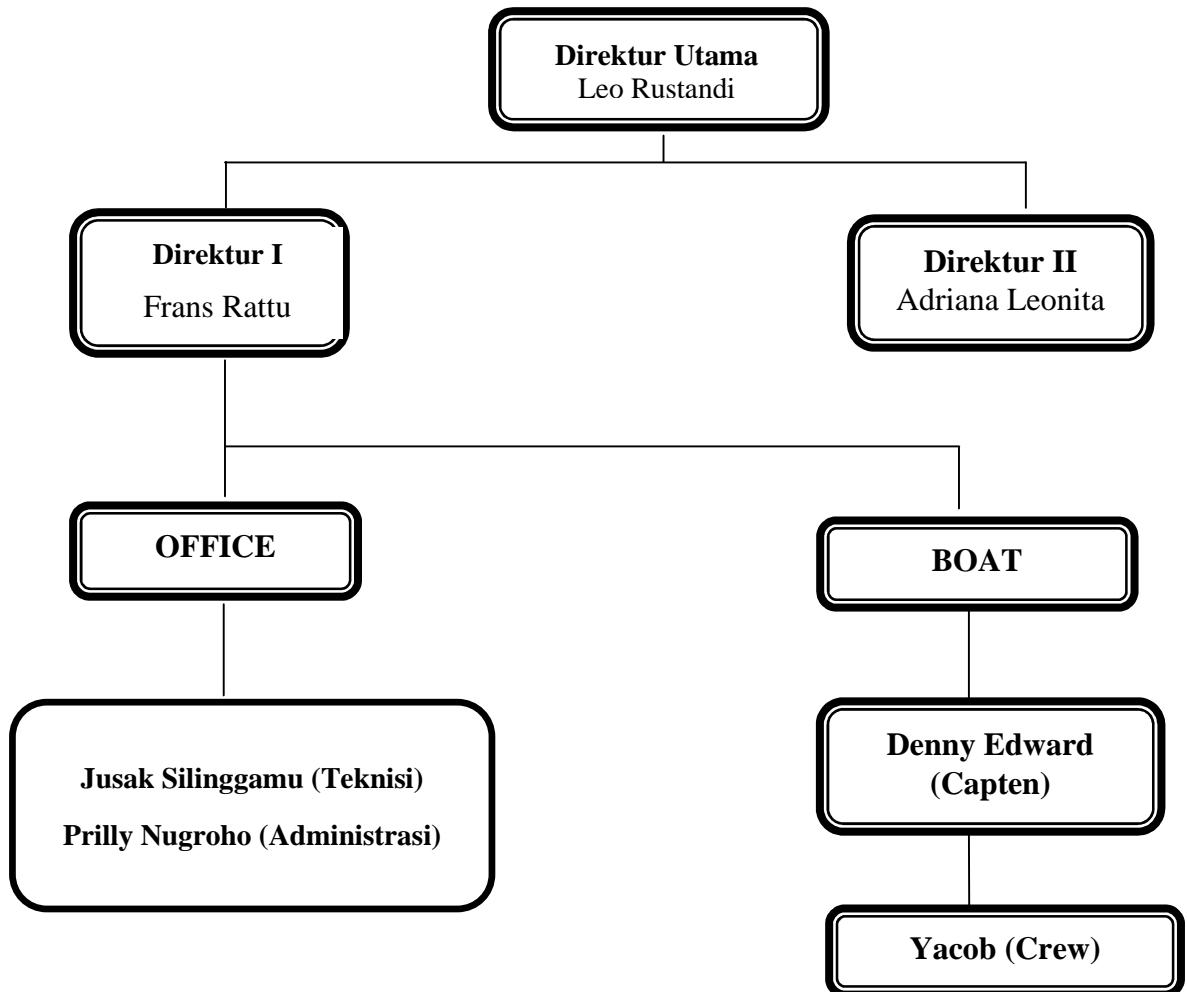 Direktur Utama
Leo Rustandi
Direktur I
Frans Rattu
Direktur II
Adriana Leonita
OFFICE
BOAT
Jusak Silinggamu (Teknisi)
Prilly Nugroho (Administrasi)
Denny Edward
(Capten)
Yacob (Crew)